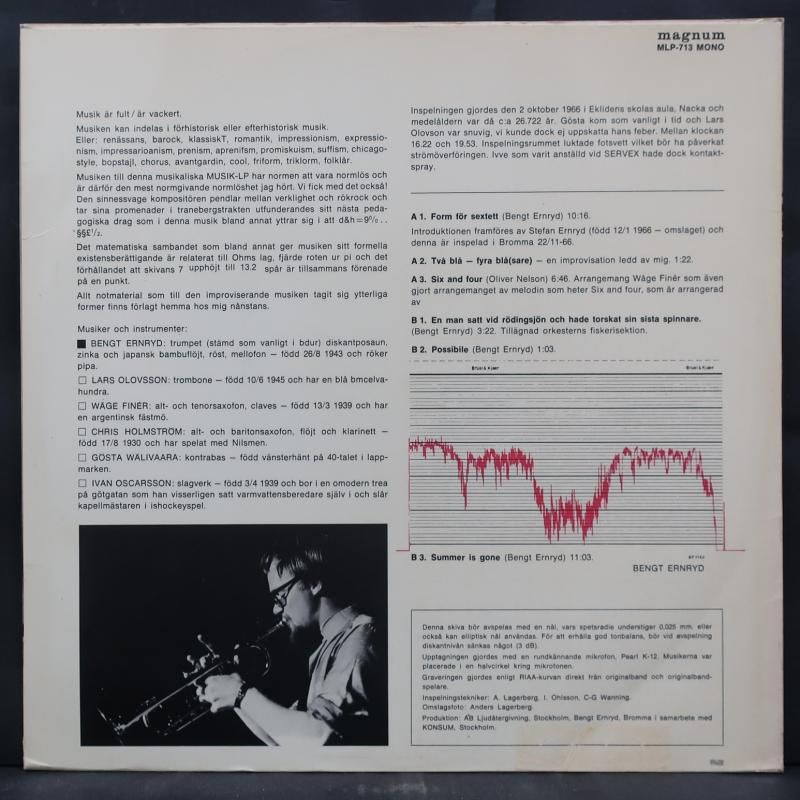 magnum
MLP-713 MONO
Musik är fult / är vackert.
Musiken kan indelas i förhistorisk eller efterhistorisk musik.
Eller: renässans, barock, klassiskT, romantik, impressionism, expressio-
nism, impressarioanism, prenism, aprenifsm, promiskuism, suffism, chicago-
style, bopstajl, chorus, avantgardin, cool, friform, triklorm, folklår.
Musiken till denna musikaliska MUSIK-LP har normen att vara normlös och
är därför den mest normgivande normlöshet jag hört. Vi fick med det också!
Den sinnessvage kompositören pendlar mellan verklighet och rökrock och
tar sina promenader i tranebergstrakten utfunderandes sitt nästa peda-
gogiska drag som i denna musik bland annat yttrar sig i att d&h=9⁰/₀ . .
'§§£¹/₂.
Det matematiska sambandet som bland annat ger musiken sitt formella
existensberättigande är relaterat till Ohms lag, fjärde roten ur pi och det
förhållandet att skivans 7 upphöjt till 13.2 spår är tillsammans förenade
på en punkt.
Allt notmaterial som till den improviserande musiken tagit sig ytterliga
former finns förlagt hemma hos mig nånstans.
Musiker och instrumenter:
BENGT ERNRYD: trumpet (stämd som vanligt i bdur) diskantposaun,
zinka och japansk bambuflöjt, röst, mellofon – född 26/8 1943 och röker
pipa.
LARS OLOVSSON: trombone – född 10/6 1945 och har en blå bmcelva-
hundra.
WÅGE FINÉR: alt- och tenorsaxofon, claves – född 13/3 1939 och har
en argentinsk fästmö.
CHRIS HOLMSTRÖM: alt- och baritonsaxofon, flöjt och klarinett –
född 17/8 1930 och har spelat med Nilsmen.
GÖSTA WÄLIVAARA: kontrabas – född vänsterhänt på 40-talet i lapp-
marken.
IVAN OSCARSSON: slagverk – född 3/4 1939 och bor i en omodern trea
på götgatan som han visserligen satt varmvattensberedare själv i och slår
kapellmästaren i ishockeyspel.
Inspelningen gjordes den 2 oktober 1966 i Eklidens skolas aula, Nacka och
medelåldern var då c:a 26.722 år. Gösta kom som vanligt i tid och Lars
Olovson var snuvig, vi kunde dock ej uppskatta hans feber. Mellan klockan
16.22 och 19.53. Inspelningsrummet luktade fotsvett vilket bör ha påverkat
strömöverföringen. Ivve som varit anställd vid SERVEX hade dock kontakt-
spray.
A 1. Form för sextett (Bengt Ernryd) 10:16.
Introduktionen framföres av Stefan Ernryd (född 12/1 1966 – omslaget) och
denna är inspelad i Bromma 22/11-66.
A 2. Två blå – fyra blå(sare) – en improvisation ledd av mig. 1:22.
A 3. Six and four (Oliver Nelson) 6:46. Arrangemang Wåge Finér som även
gjort arrangemanget av melodin som heter Six and four, som är arrangerad
av
B 1. En man satt vid rödingsjön och hade torskat sin sista spinnare.
(Bengt Ernryd) 3:22. Tillägnad orkesterns fiskerisektion.
B 2. Possibile (Bengt Ernryd) 1:03.
Brüel & Kjær Brüel & Kjær
B 3. Summer is gone (Bengt Ernryd) 11:03.
BENGT ERNRYD
Denna skiva bör avspelas med en nål, vars spetsradie understiger 0,025 mm, eller
också kan elliptisk nål användas. För att erhålla god tonbalans, bör vid avspelning
diskantnivån sänkas något (3 dB).
Upptagningen gjordes med en rundkännande mikrofon, Pearl K-12. Musikerna var
placerade i en halvcirkel kring mikrofonen.
Graveringen gjordes enligt RIAA-kurvan direkt från originalband och originalband-
spelare.
Inspelningstekniker: A. Lagerberg, I. Ohlsson, C-G Wanning.
Omslagsfoto: Anders Lagerberg.
Produktion: AB Ljudåtergivning, Stockholm, Bengt Ernryd, Bromma i samarbete med
KONSUM, Stockholm.